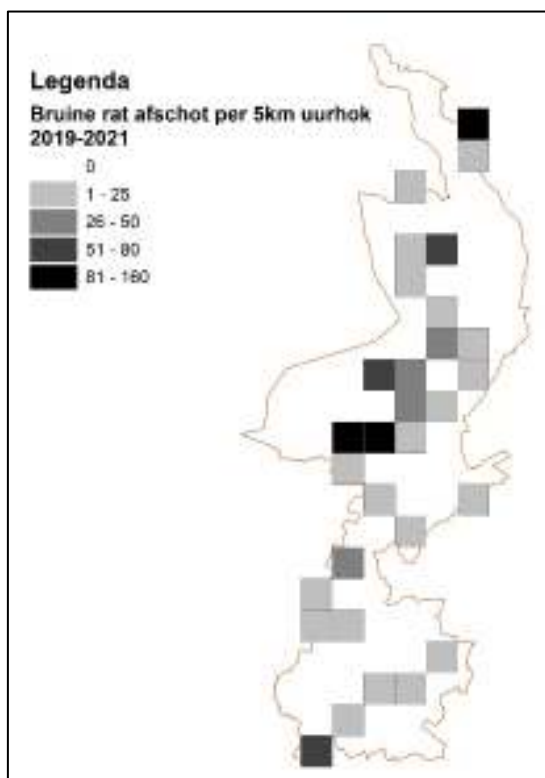 Legenda
Bruine rat afschot per 5km uurhok
2019-2021
0
1 - 25
26 - 50
51 - 80
81 - 160